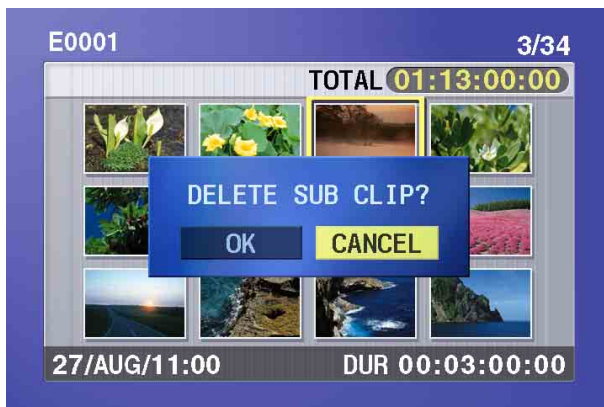 E0001 3/34
TOTAL 01:13:00:00
DELETE SUB CLIP?
OK CANCEL
27/AUG/11:00 DUR 00:03:00:00